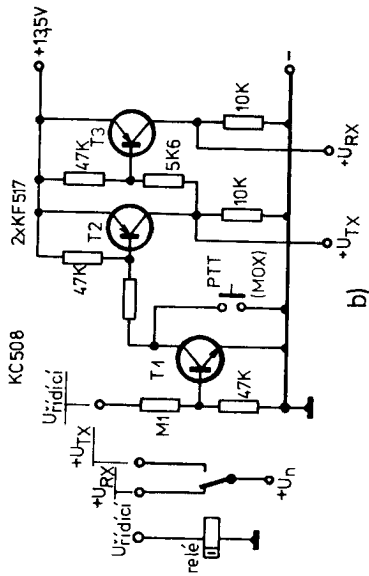 KC508
2xKF517
+13,5V
Uřídící
relé
+URX
+UTX
+Un
Uřídící
M1
47K
T1
PTT
(MOX)
47K
T2
47K
T3
5K6
10K
10K
+UTX
+URX
-
b)